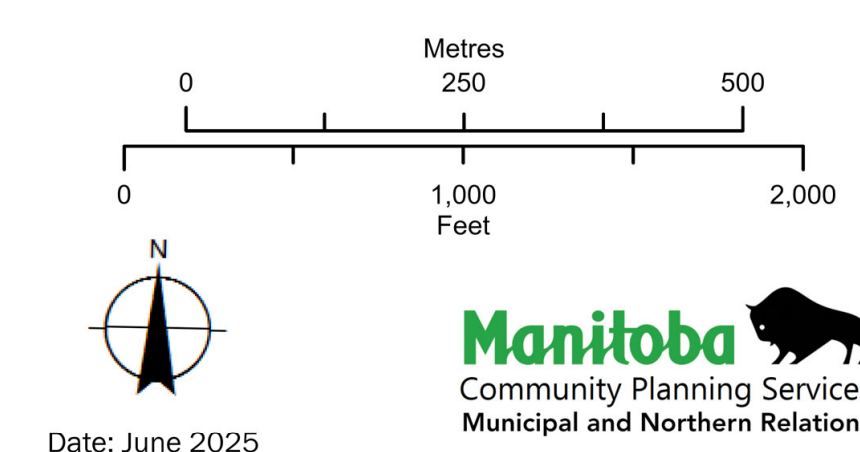 Metres
0 250 500
0 1,000 2,000
Feet
N
Manitoba
Community Planning Service
Municipal and Northern Relation
Date: June 2025